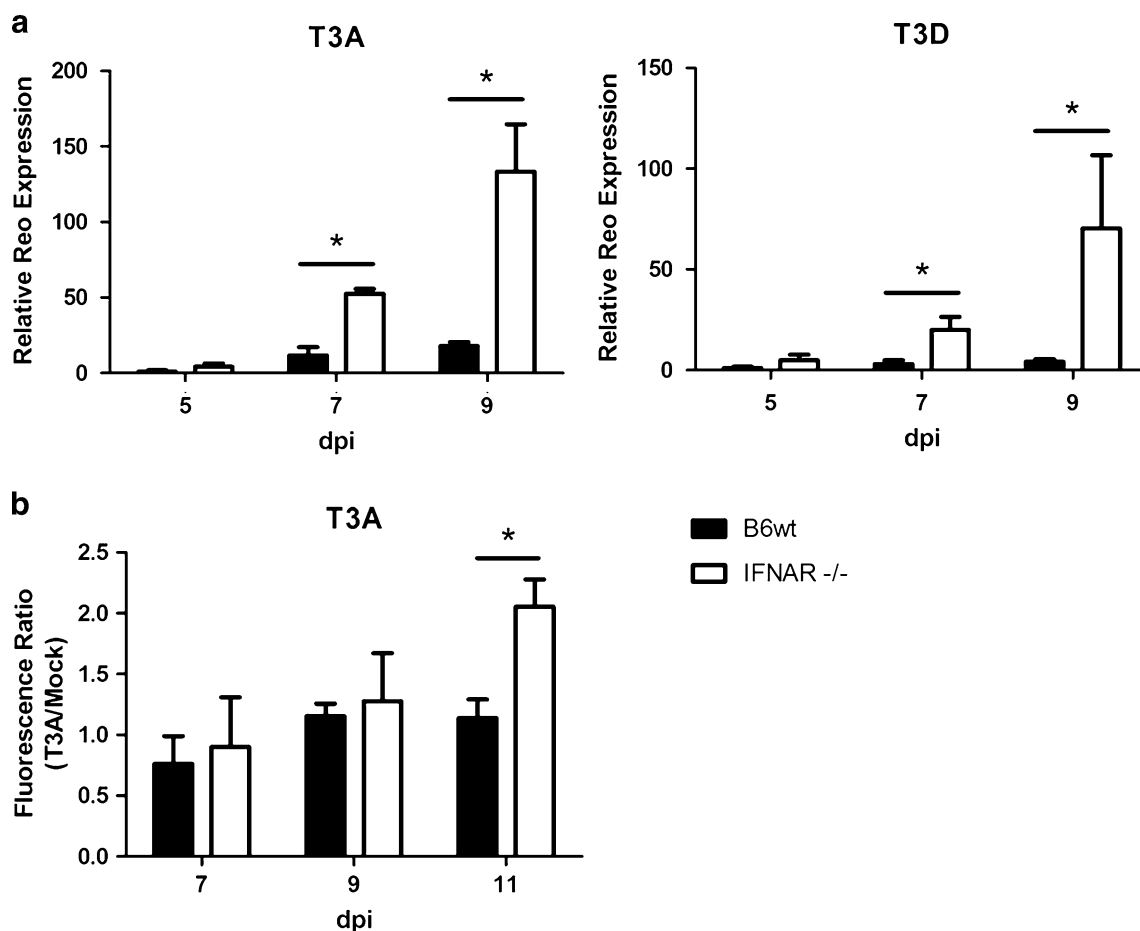 a
T3A
Relative Reo Expression
200
150
100
50
0
*
*
5
7
9
dpi
T3D
Relative Reo Expression
150
100
50
0
*
*
5
7
9
dpi
b
T3A
Fluorescence Ratio
(T3A/Mock)
2.5
2.0
1.5
1.0
0.5
0.0
*
7
9
11
dpi
B6wt
IFNAR -/-